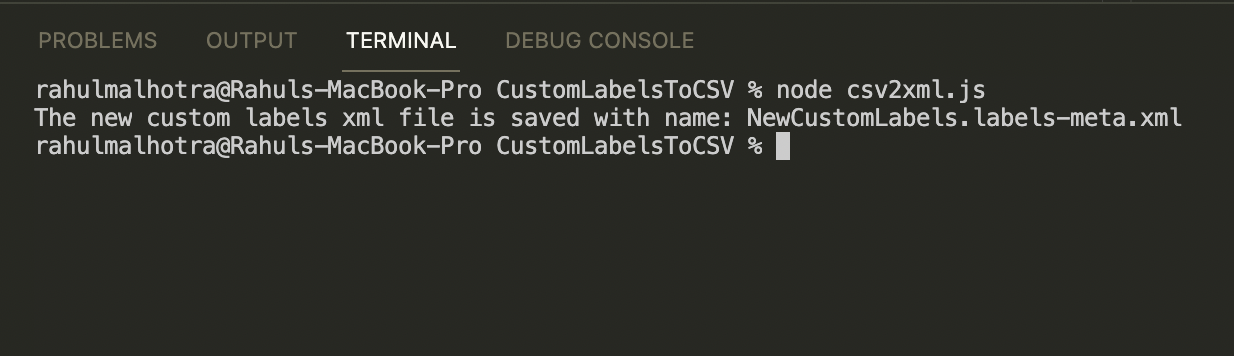 PROBLEMS OUTPUT TERMINAL DEBUG CONSOLE
rahulmalhotra@Rahuls-MacBook-Pro CustomLabelsToCSV % node csv2xml.js
The new custom labels xml file is saved with name: NewCustomLabels.labels-meta.xml
rahulmalhotra@Rahuls-MacBook-Pro CustomLabelsToCSV %